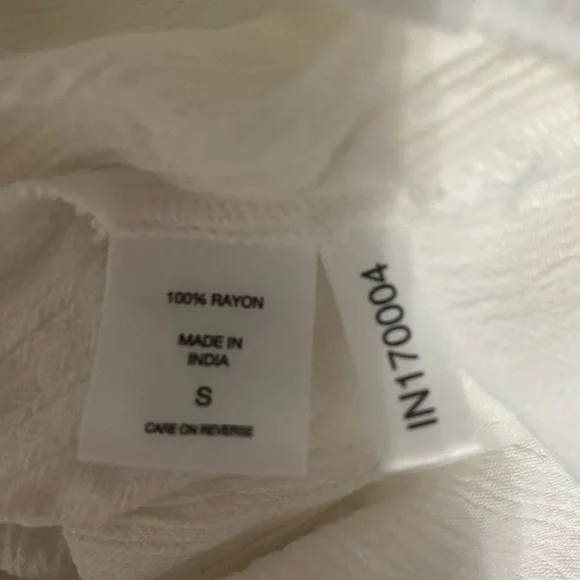 100% RAYON
MADE IN
INDIA
S
CARE ON REVERSE
IN170004